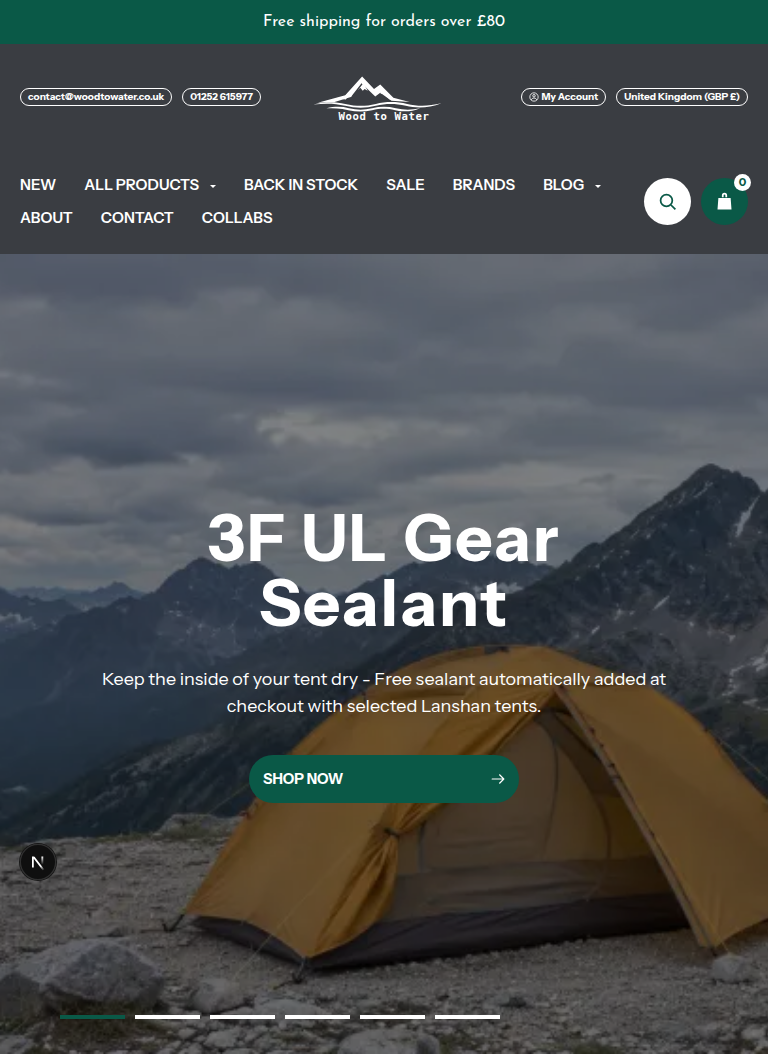 Free shipping for orders over £80
contact@woodtowater.co.uk
01252 615977
Wood to Water
My Account
United Kingdom (GBP £)
NEW ALL PRODUCTS BACK IN STOCK SALE BRANDS BLOG
ABOUT CONTACT COLLABS
0
3F UL Gear
Sealant
Keep the inside of your tent dry - Free sealant automatically added at
checkout with selected Lanshan tents.
SHOP NOW
N